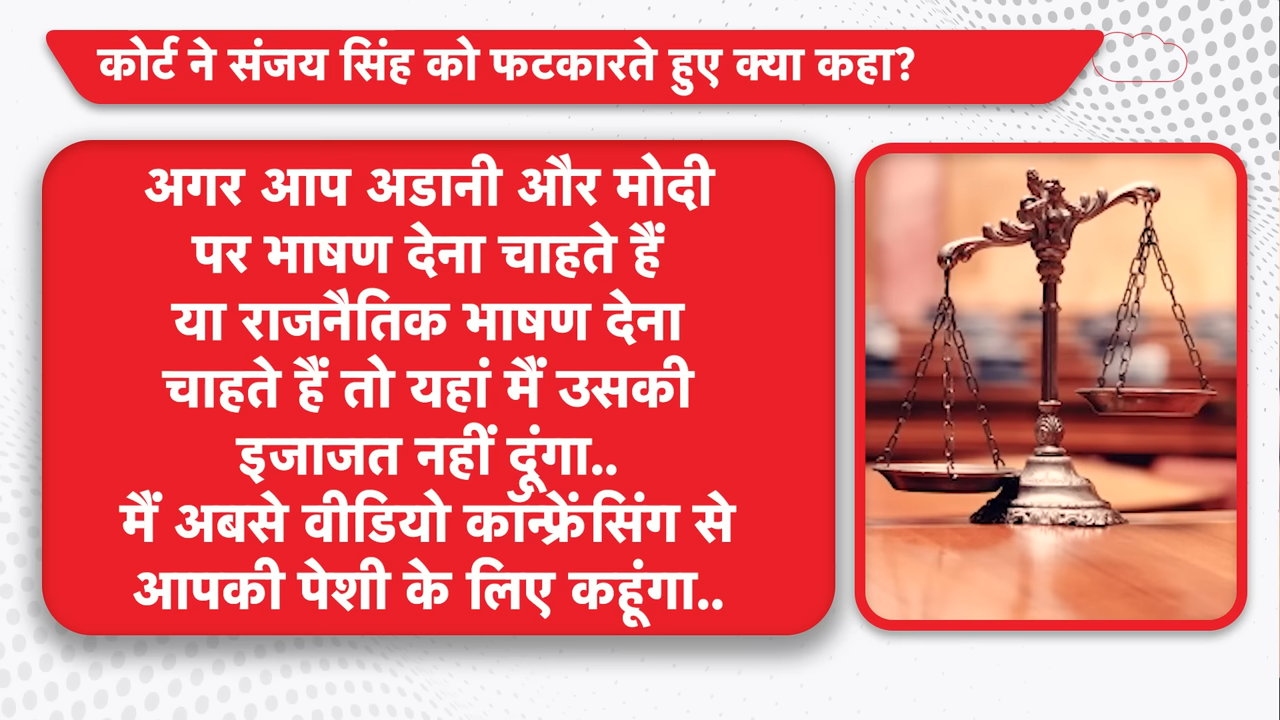 कोर्ट ने संजय सिंह को फटकारते हुए क्या कहा?
अगर आप अडानी और मोदी
पर भाषण देना चाहते हैं
या राजनैतिक भाषण देना
चाहते हैं तो यहां मैं उसकी
इजाजत नहीं दूंगा..
मैं अबसे वीडियो कॉन्फ्रेंसिंग से
आपकी पेशी के लिए कहूंगा..